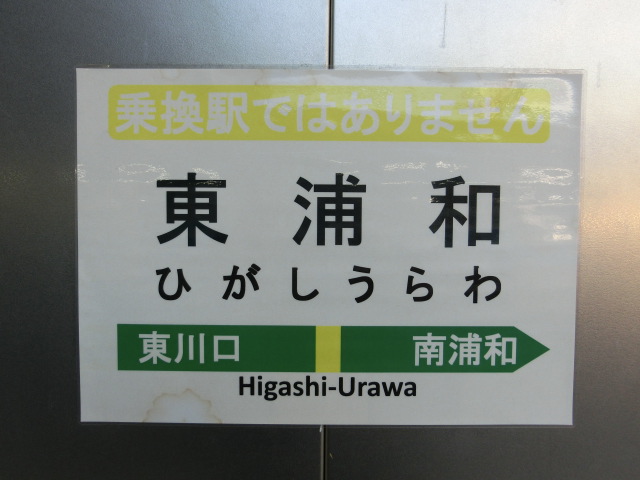 乗換駅ではありません
東浦和
ひがしうらわ
東川口 南浦和
Higashi-Urawa